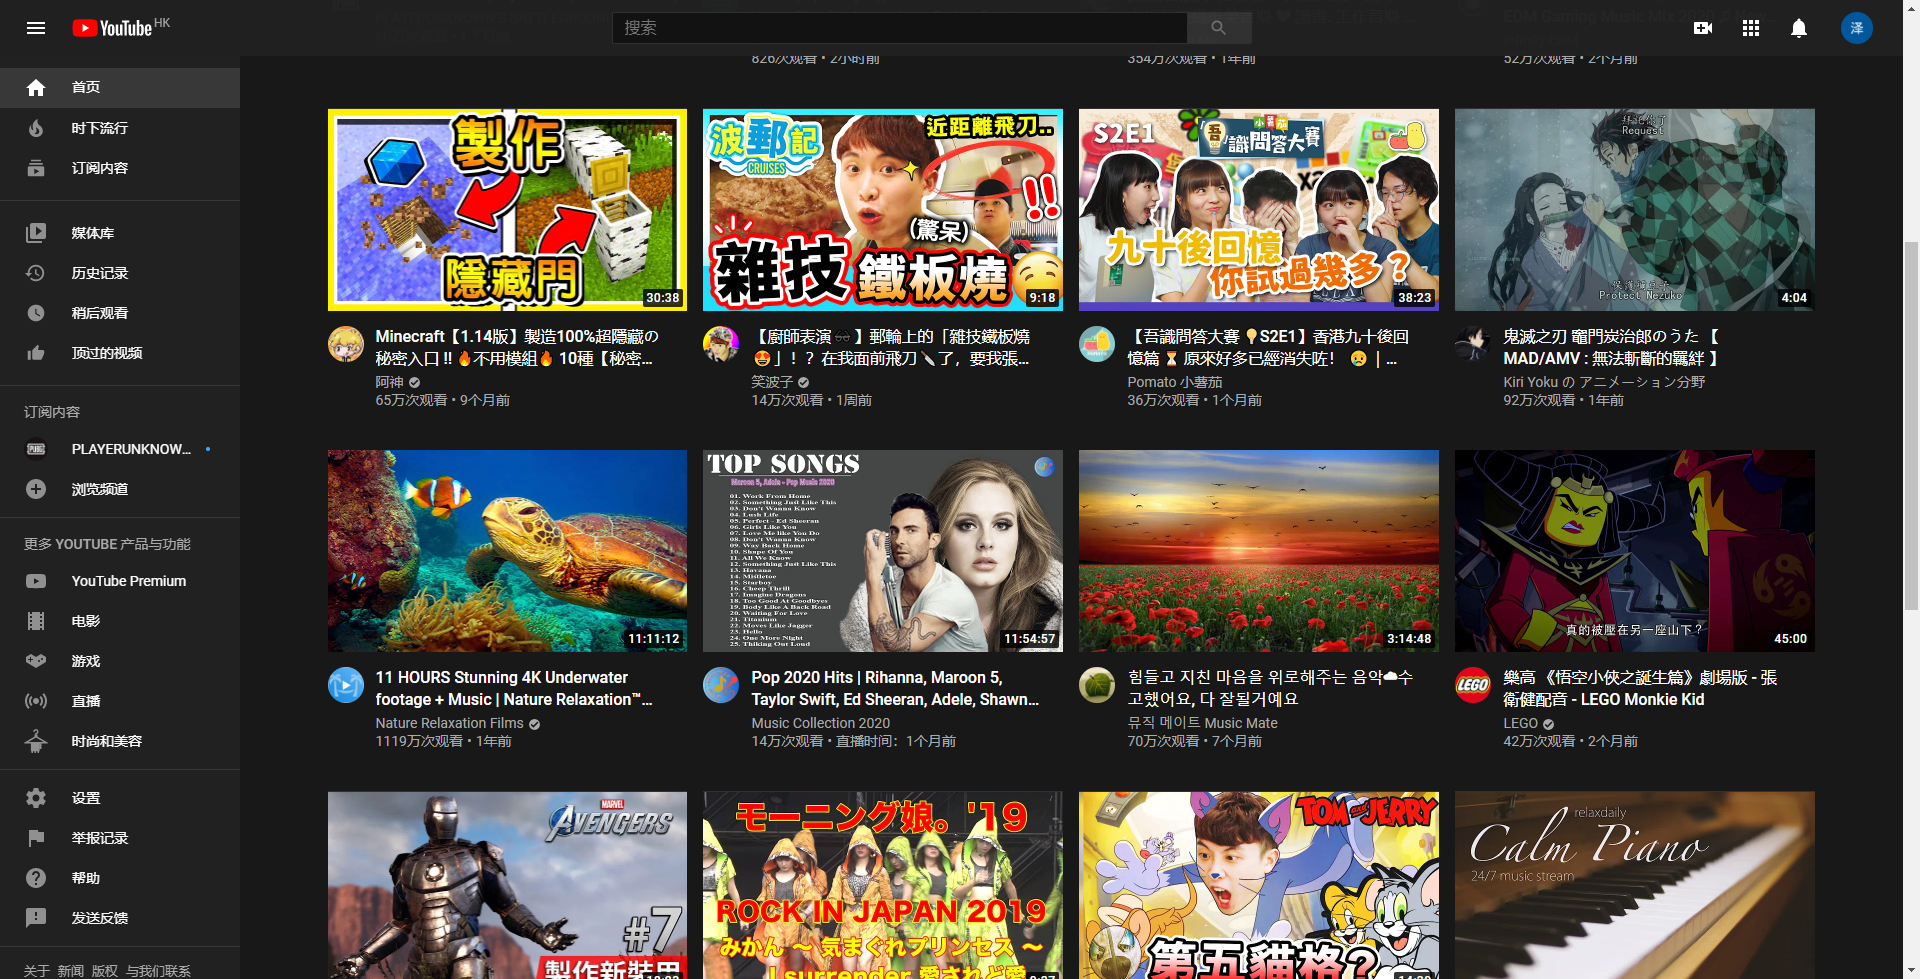 YouTube HK
搜索
泽
首页
时下流行
订阅内容
媒体库
历史记录
稍后观看
顶过的视频
订阅内容
PLAYERUNKNOW...
浏览频道
更多 YOUTUBE 产品与功能
YouTube Premium
电影
游戏
直播
时尚和美容
设置
举报记录
帮助
发送反馈
关于 新闻 版权 与我们联系
826次观看 • 2小时前
354万次观看 • 1年前
52万次观看 • 2个月前
製作
隱藏門
30:38
Minecraft【1.14版】製造100%超隱藏の
秘密入口 !! 🔥不用模組🔥 10種【秘密...
阿神
65万次观看 • 9个月前
波郵記
CRUISES
近距離飛刀..
!!
(驚呆)
雜技 鐵板燒
9:18
【廚師表演🕶】郵輪上的「雜技鐵板燒
😍」！？ 在我面前飛刀🔪了，要我張...
笑波子
14万次观看 • 1周前
S2E1
小薯茄
吾識問答大賽
九十後回憶
你試過幾多？
38:23
【吾識問答大賽💡S2E1】香港九十後回
憶篇⏳原來好多已經消失咗！ 😥 | ...
Pomato 小薯茄
36万次观看 • 1个月前
拜託你了
Request
保護禰豆子
Protect Nezuko
4:04
鬼滅之刃 竈門炭治郎のうた 【
MAD/AMV : 無法斬斷的羈絆 】
Kiri Yoku の アニメーション分野
92万次观看 • 1年前
11:11:12
11 HOURS Stunning 4K Underwater
footage + Music | Nature Relaxation™...
Nature Relaxation Films
1119万次观看 • 1年前
TOP SONGS
Maroon 5, Adele - Pop Music 2020
01. Work From Home
02. Something Just Like This
03. Don't Wanna Know
04. Lush Life
05. Perfect - Ed Sheeran
06. Girls Like You
07. Love Me like You Do
08. Don't Wanna Know
09. Way Back Home
10. Shape Of You
11. All We Know
12. Something Just Like This
13. Havana
14. Mistletoe
15. Starboy
16. Cheap Thrill
17. Imagine Dragons
18. Too Good At Goodbyes
19. Body Like A Back Road
20. Waiting For Love
21. Titanium
22. Moves Like Jagger
23. Hello
24. One More Night
25. Thiking Out Loud
11:54:57
Pop 2020 Hits | Rihanna, Maroon 5,
Taylor Swift, Ed Sheeran, Adele, Shawn...
Music Collection 2020
14万次观看 • 直播时间：1个月前
3:14:48
힘들고 지친 마음을 위로해주는 음악☁수
고했어요, 다 잘될거예요
뮤직 메이트 Music Mate
70万次观看 • 7个月前
真的被壓在另一座山下？
45:00
LEGO
樂高 《悟空小俠之誕生篇》劇場版 - 張
衛健配音 - LEGO Monkie Kid
LEGO
42万次观看 • 2个月前
MARVEL
AVENGERS
#7
製作新裝甲
モーニング娘。'19
ROCK IN JAPAN 2019
みかん ～ 気まぐれプリンセス ～
I surrender 愛されど愛
TOM AND JERRY
第五貓格？
relaxdaily
Calm Piano
24/7 music stream